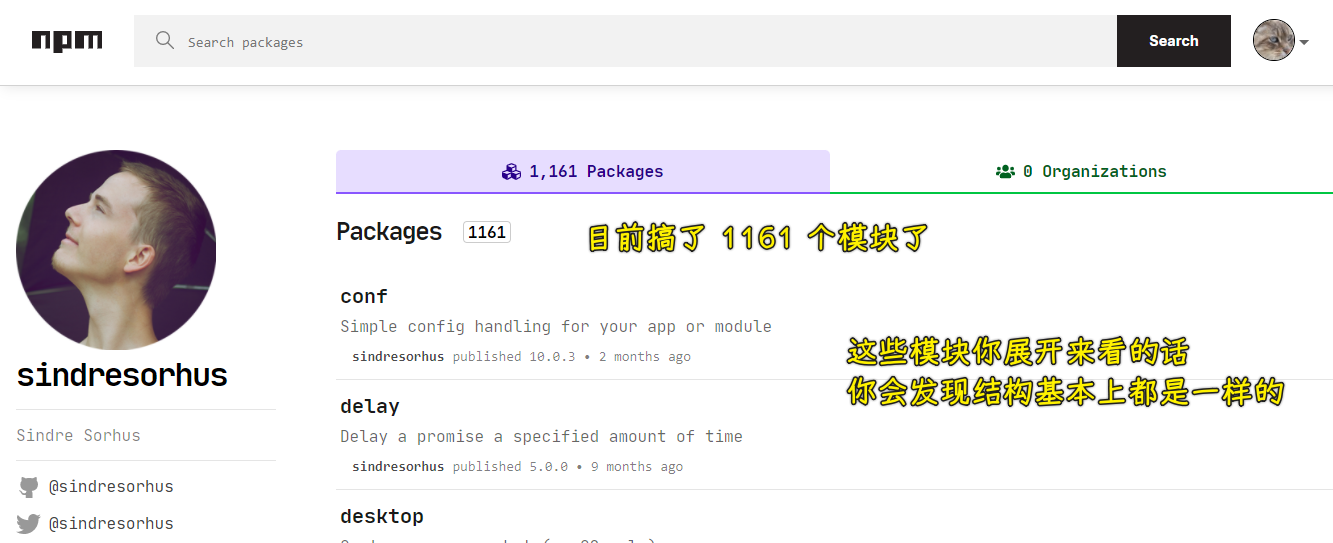 npm
Search packages
Search
1,161 Packages
0 Organizations
Packages 1161
目前搞了 1161 个模块了
conf
Simple config handling for your app or module
sindresorhus published 10.0.3 • 2 months ago
这些模块你展开来看的话
你会发现结构基本上都是一样的
delay
Delay a promise a specified amount of time
sindresorhus published 5.0.0 • 9 months ago
desktop
sindresorhus
Sindre Sorhus
@sindresorhus
@sindresorhus